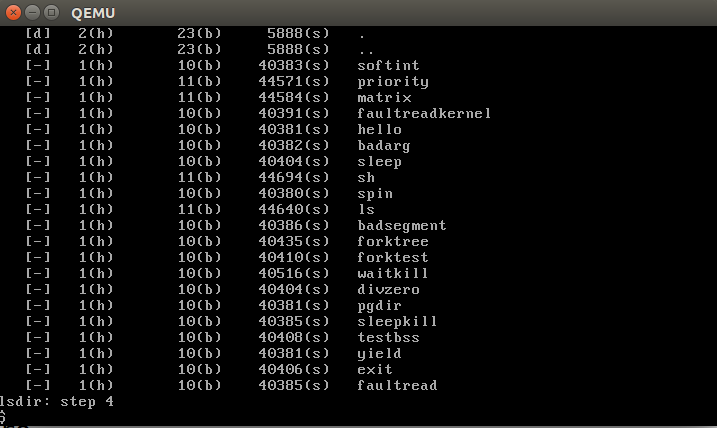 QEMU
[d] 2(h) 23(b) 5888(s) .
[d] 2(h) 23(b) 5888(s) ..
[-] 1(h) 10(b) 40383(s) softint
[-] 1(h) 11(b) 44571(s) priority
[-] 1(h) 11(b) 44584(s) matrix
[-] 1(h) 10(b) 40391(s) faultreadkernel
[-] 1(h) 10(b) 40381(s) hello
[-] 1(h) 10(b) 40382(s) badarg
[-] 1(h) 10(b) 40404(s) sleep
[-] 1(h) 11(b) 44694(s) sh
[-] 1(h) 10(b) 40380(s) spin
[-] 1(h) 11(b) 44640(s) ls
[-] 1(h) 10(b) 40386(s) badsegment
[-] 1(h) 10(b) 40435(s) forktree
[-] 1(h) 10(b) 40410(s) forktest
[-] 1(h) 10(b) 40516(s) waitkill
[-] 1(h) 10(b) 40404(s) divzero
[-] 1(h) 10(b) 40381(s) pgdir
[-] 1(h) 10(b) 40385(s) sleepkill
[-] 1(h) 10(b) 40408(s) testbss
[-] 1(h) 10(b) 40381(s) yield
[-] 1(h) 10(b) 40406(s) exit
[-] 1(h) 10(b) 40385(s) faultread
lsdir: step 4